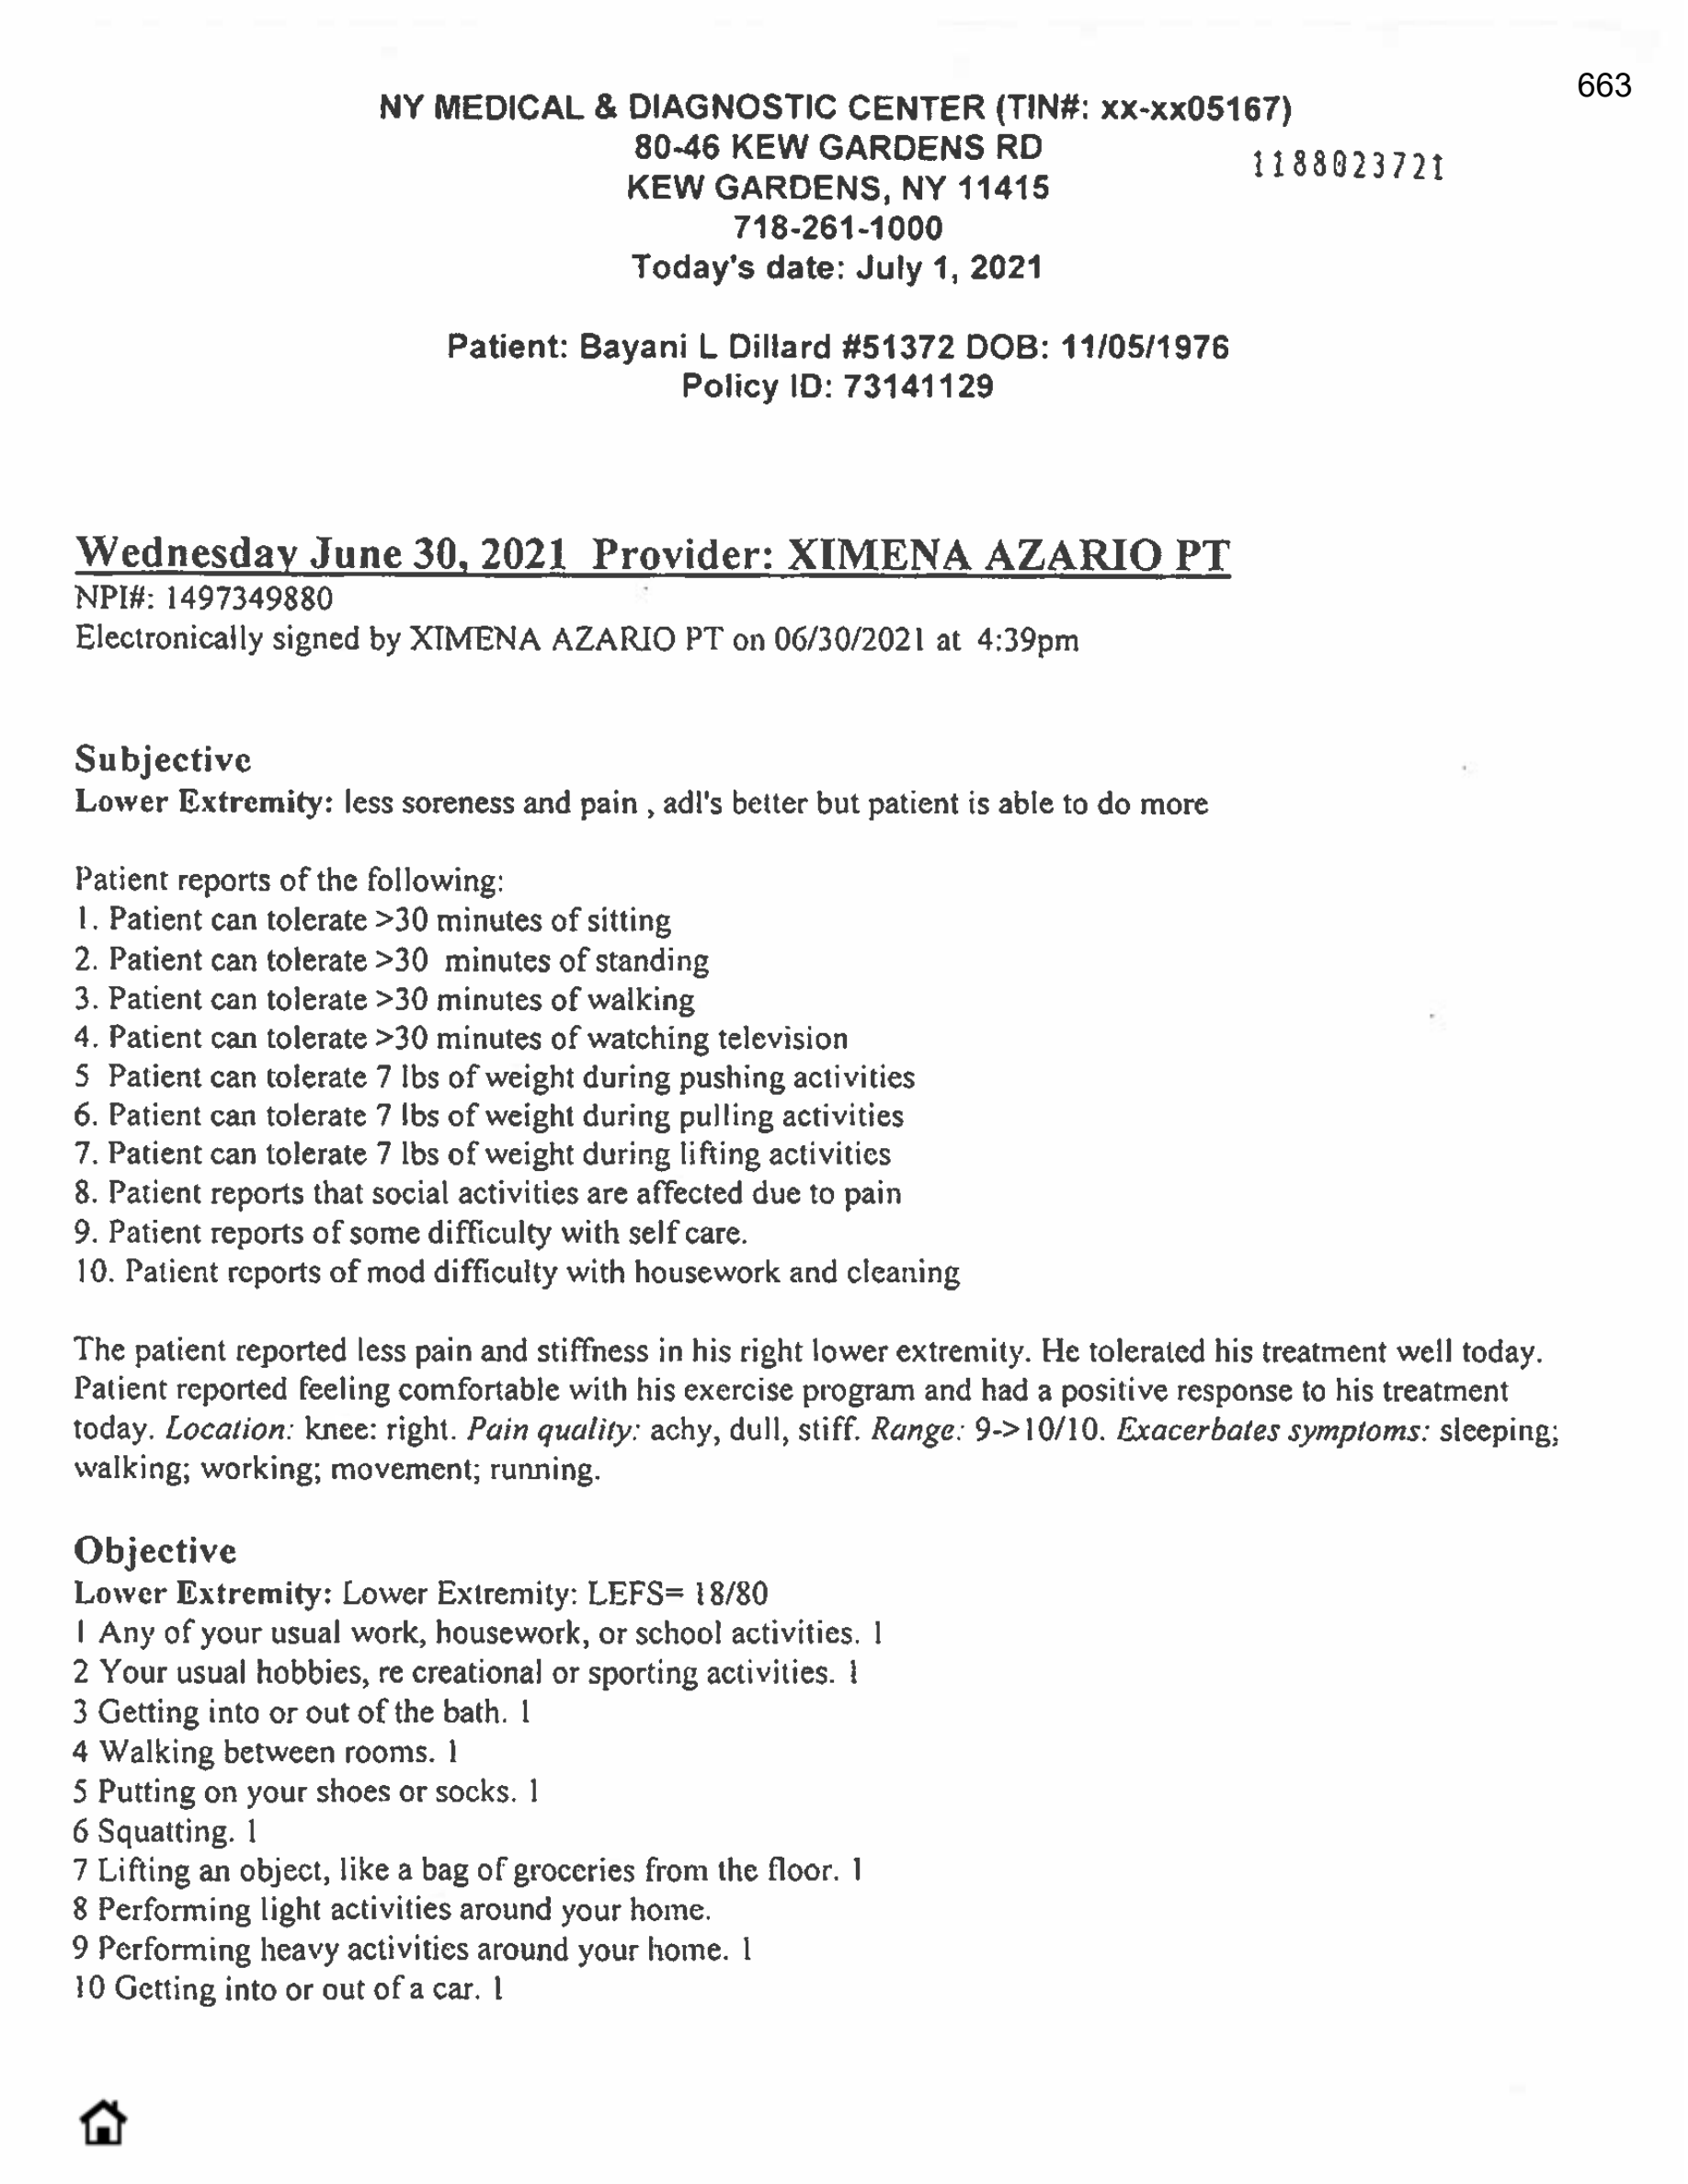 663
NY MEDICAL & DIAGNOSTIC CENTER (TIN#: xx-xx05167)
80-46 KEW GARDENS RD
1188023721
KEW GARDENS, NY 11415
718-261-1000
Today's date: July 1, 2021
Patient: Bayani L Dillard #51372 DOB: 11/05/1976
Policy ID: 73141129
Wednesday June 30, 2021 Provider: XIMENA AZARIO PT
NPI#: 1497349880
Electronically signed by XIMENA AZARIO PT on 06/30/2021 at 4:39pm
Subjective
Lower Extremity: less soreness and pain , adl's better but patient is able to do more
Patient reports of the following:
1. Patient can tolerate >30 minutes of sitting
2. Patient can tolerate >30 minutes of standing
3. Patient can tolerate >30 minutes of walking
4. Patient can tolerate >30 minutes of watching television
5 Patient can tolerate 7 lbs of weight during pushing activities
6. Patient can tolerate 7 lbs of weight during pulling activities
7. Patient can tolerate 7 lbs of weight during lifting activities
8. Patient reports that social activities are affected due to pain
9. Patient reports of some difficulty with self care.
10. Patient reports of mod difficulty with housework and cleaning
The patient reported less pain and stiffness in his right lower extremity. He tolerated his treatment well today.
Patient reported feeling comfortable with his exercise program and had a positive response to his treatment
today. Location: knee: right. Pain quality: achy, dull, stiff. Range: 9->10/10. Exacerbates symptoms: sleeping;
walking; working; movement; running.
Objective
Lower Extremity: Lower Extremity: LEFS= 18/80
1 Any of your usual work, housework, or school activities. 1
2 Your usual hobbies, re creational or sporting activities. 1
3 Getting into or out of the bath. 1
4 Walking between rooms. 1
5 Putting on your shoes or socks. 1
6 Squatting. 1
7 Lifting an object, like a bag of groceries from the floor. 1
8 Performing light activities around your home.
9 Performing heavy activities around your home. 1
10 Getting into or out of a car. 1